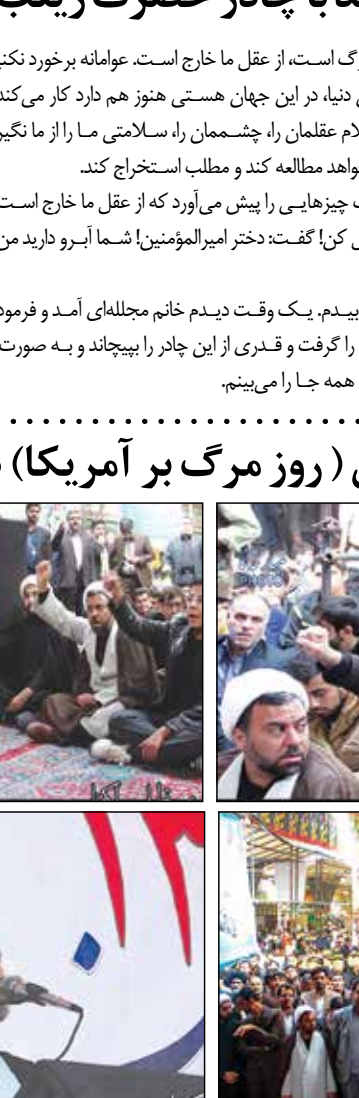 با چادر حضرت زینب
است، از عقل ما خارج است. عوامانه برخورد نکنی
دنیا، در این جهان هستی هنوز هم دارد کار می‌کند
عقلمان را، چشممان را، سلامتی ما را از ما نگیر
خواهد مطالعه کند و مطلب استخراج کند.
چیزهایی را پیش می‌آورد که از عقل ما خارج است
کن! گفت: دختر امیرالمؤمنین! شما آبرو دارید من
یک وقت دیدم خانم مجلله‌ای آمد و فرمود
را گرفت و قدری از این چادر را بپیچاند و به صورت
همه جا را می‌بینم.
(روز مرگ بر آمریکا)